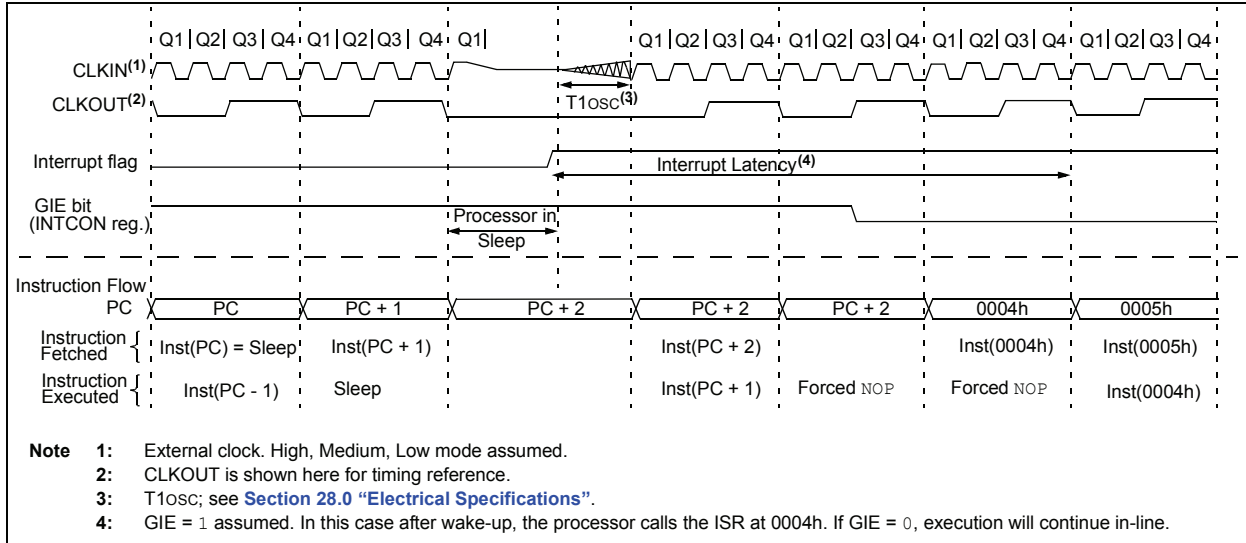 Q1 | Q2 | Q3 | Q4 Q1 | Q2 | Q3 | Q4 Q1 | Q1 | Q2 | Q3 | Q4 Q1 | Q2 | Q3 | Q4 Q1 | Q2 | Q3 | Q4 Q1 | Q2 | Q3 | Q4
CLKIN(1)
T1OSC(3)
CLKOUT(2)
Interrupt flag
Interrupt Latency(4)
GIE bit
(INTCON reg.)
Processor in
Sleep
Instruction Flow
PC PC PC + 1 PC + 2 PC + 2 PC + 2 0004h 0005h
Instruction
Fetched
Inst(PC) = Sleep Inst(PC + 1) Inst(PC + 2) Inst(0004h) Inst(0005h)
Instruction
Executed
Inst(PC - 1) Sleep Inst(PC + 1) Forced NOP Forced NOP Inst(0004h)
Note 1: External clock. High, Medium, Low mode assumed.
2: CLKOUT is shown here for timing reference.
3: T1OSC; see Section 28.0 “Electrical Specifications”.
4: GIE = 1 assumed. In this case after wake-up, the processor calls the ISR at 0004h. If GIE = 0, execution will continue in-line.